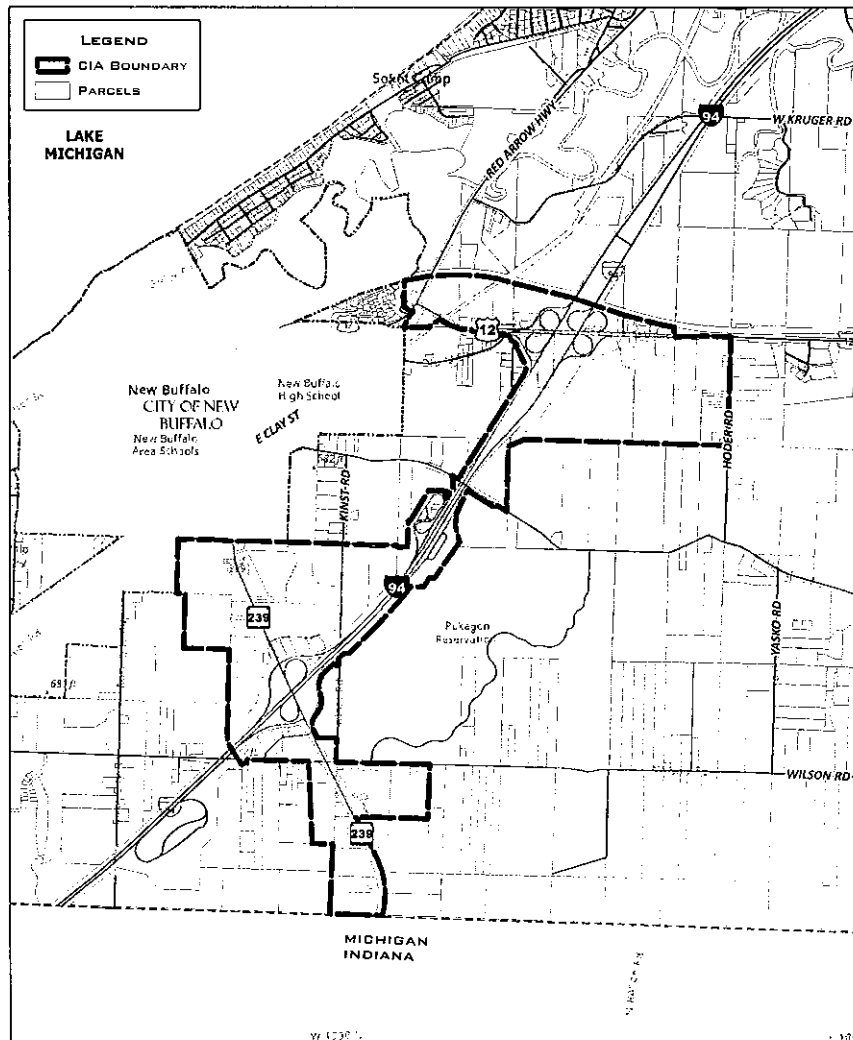 LEGEND
CIA BOUNDARY
PARCELS
LAKE
MICHIGAN
Sokol Camp
RED ARROW HWY
94
W KRUGER RD
12
New Buffalo
CITY OF NEW
BUFFALO
New Buffalo
Area Schools
New Buffalo
High School
E CLAY ST
KINST RD
HODER RD
94
239
Pokagon
Reservation
YASKO RD
WILSON RD
239
MICHIGAN
INDIANA